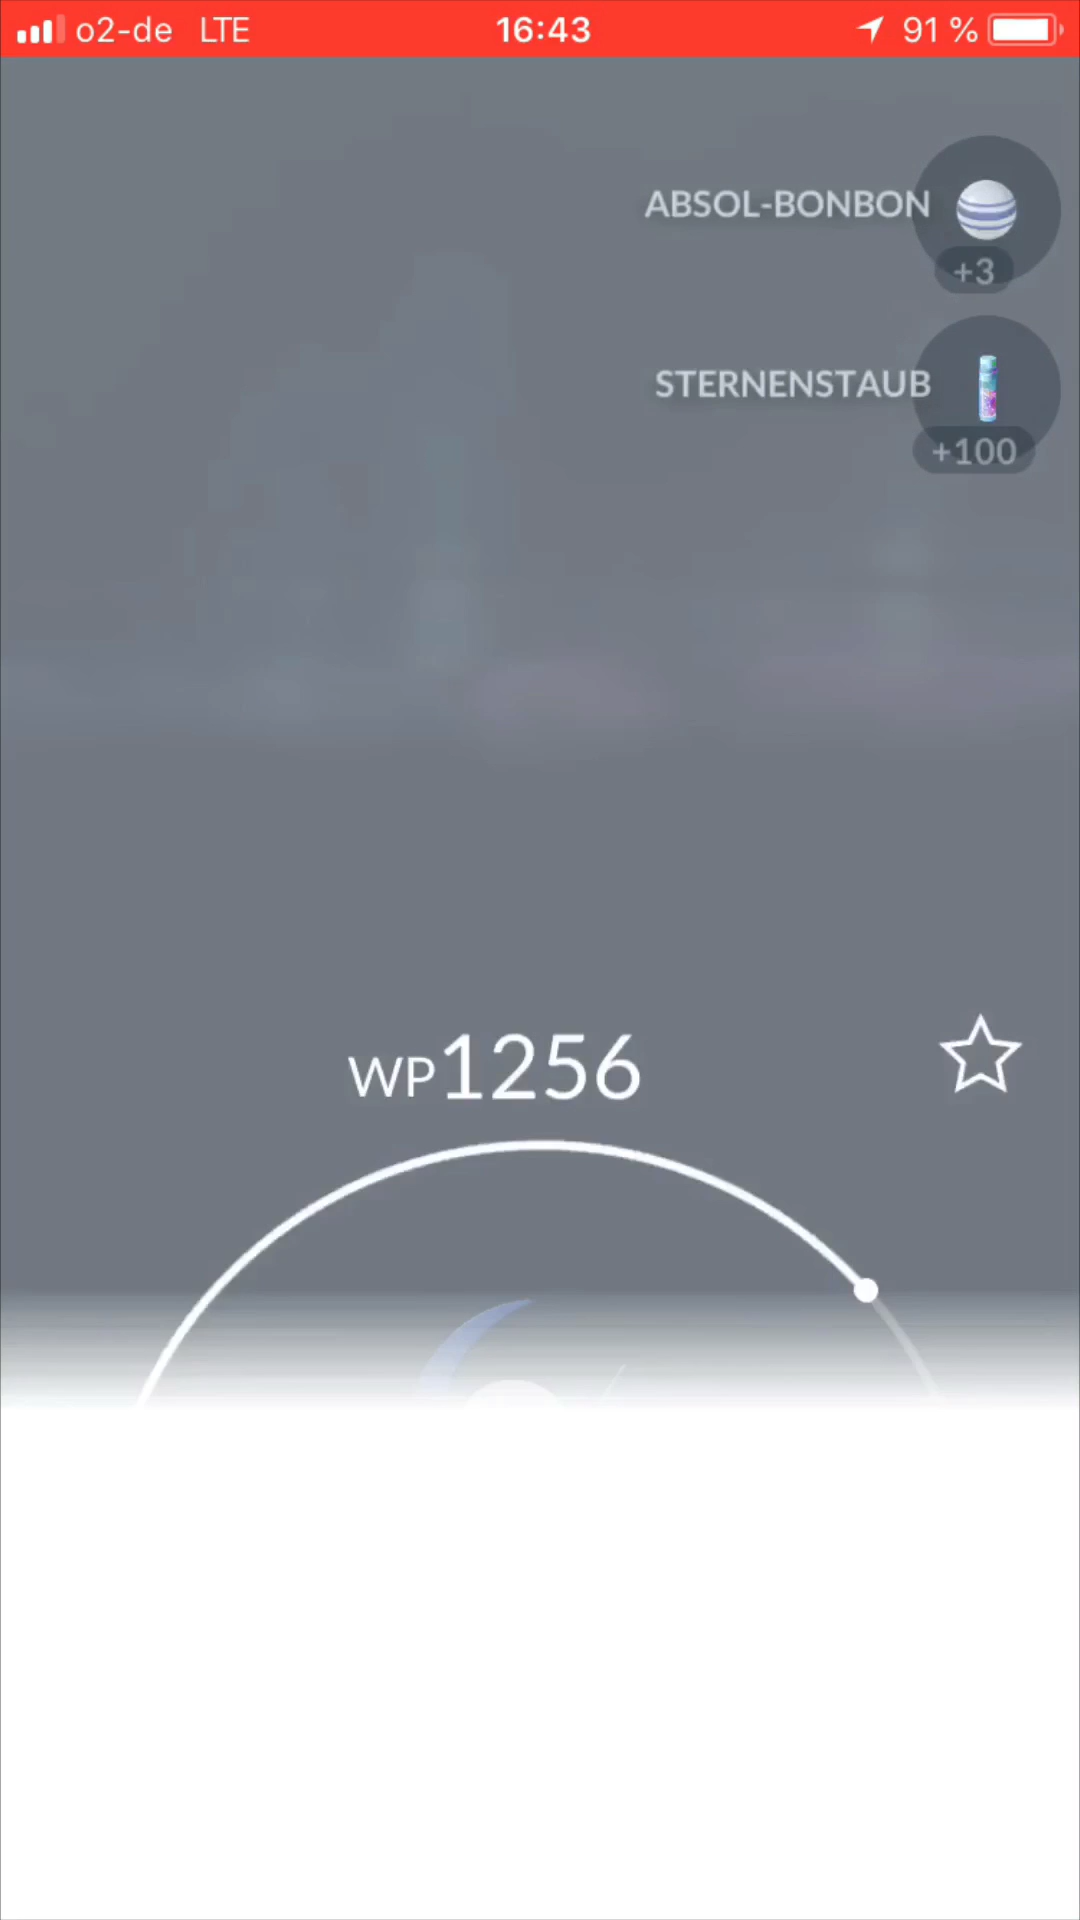 o2-de LTE 16:43 91 %
ABSOL-BONBON
+3
STERNENSTAUB
+100
WP1256